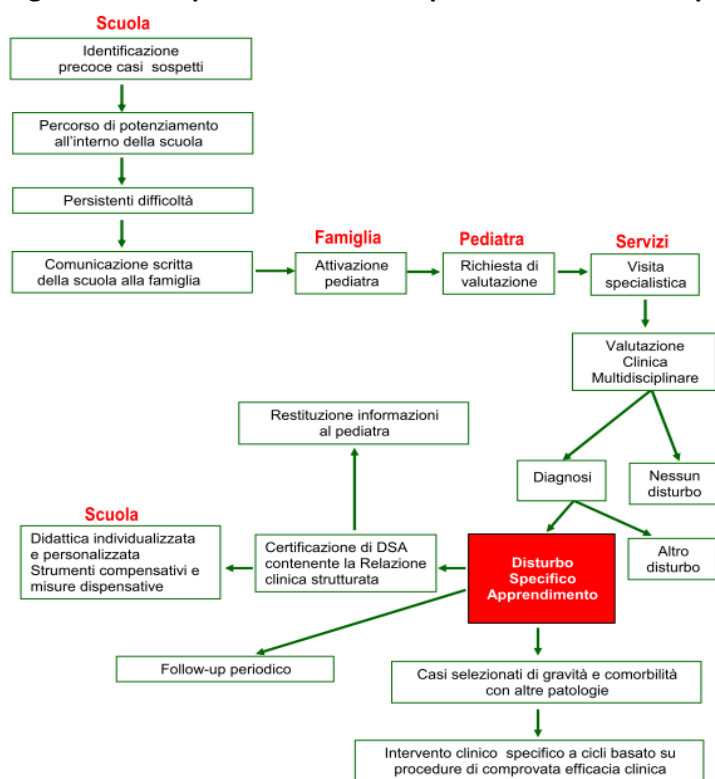 Scuola
Identificazione
precoce casi sospetti
Percorso di potenziamento
all'interno della scuola
Persistenti difficoltà
Comunicazione scritta
della scuola alla famiglia
Famiglia
Attivazione
pediatra
Pediatra
Richiesta di
valutazione
Servizi
Visita
specialistica
Valutazione
Clinica
Multidisciplinare
Restituzione informazioni
al pediatra
Diagnosi
Nessun
disturbo
Scuola
Didattica individualizzata
e personalizzata
Strumenti compensativi e
misure dispensative
Certificazione di DSA
contenente la Relazione
clinica strutturata
Disturbo
Specifico
Apprendimento
Altro
disturbo
Follow-up periodico
Casi selezionati di gravità e comorbilità
con altre patologie
Intervento clinico specifico a cicli basato su
procedure di comprovata efficacia clinica